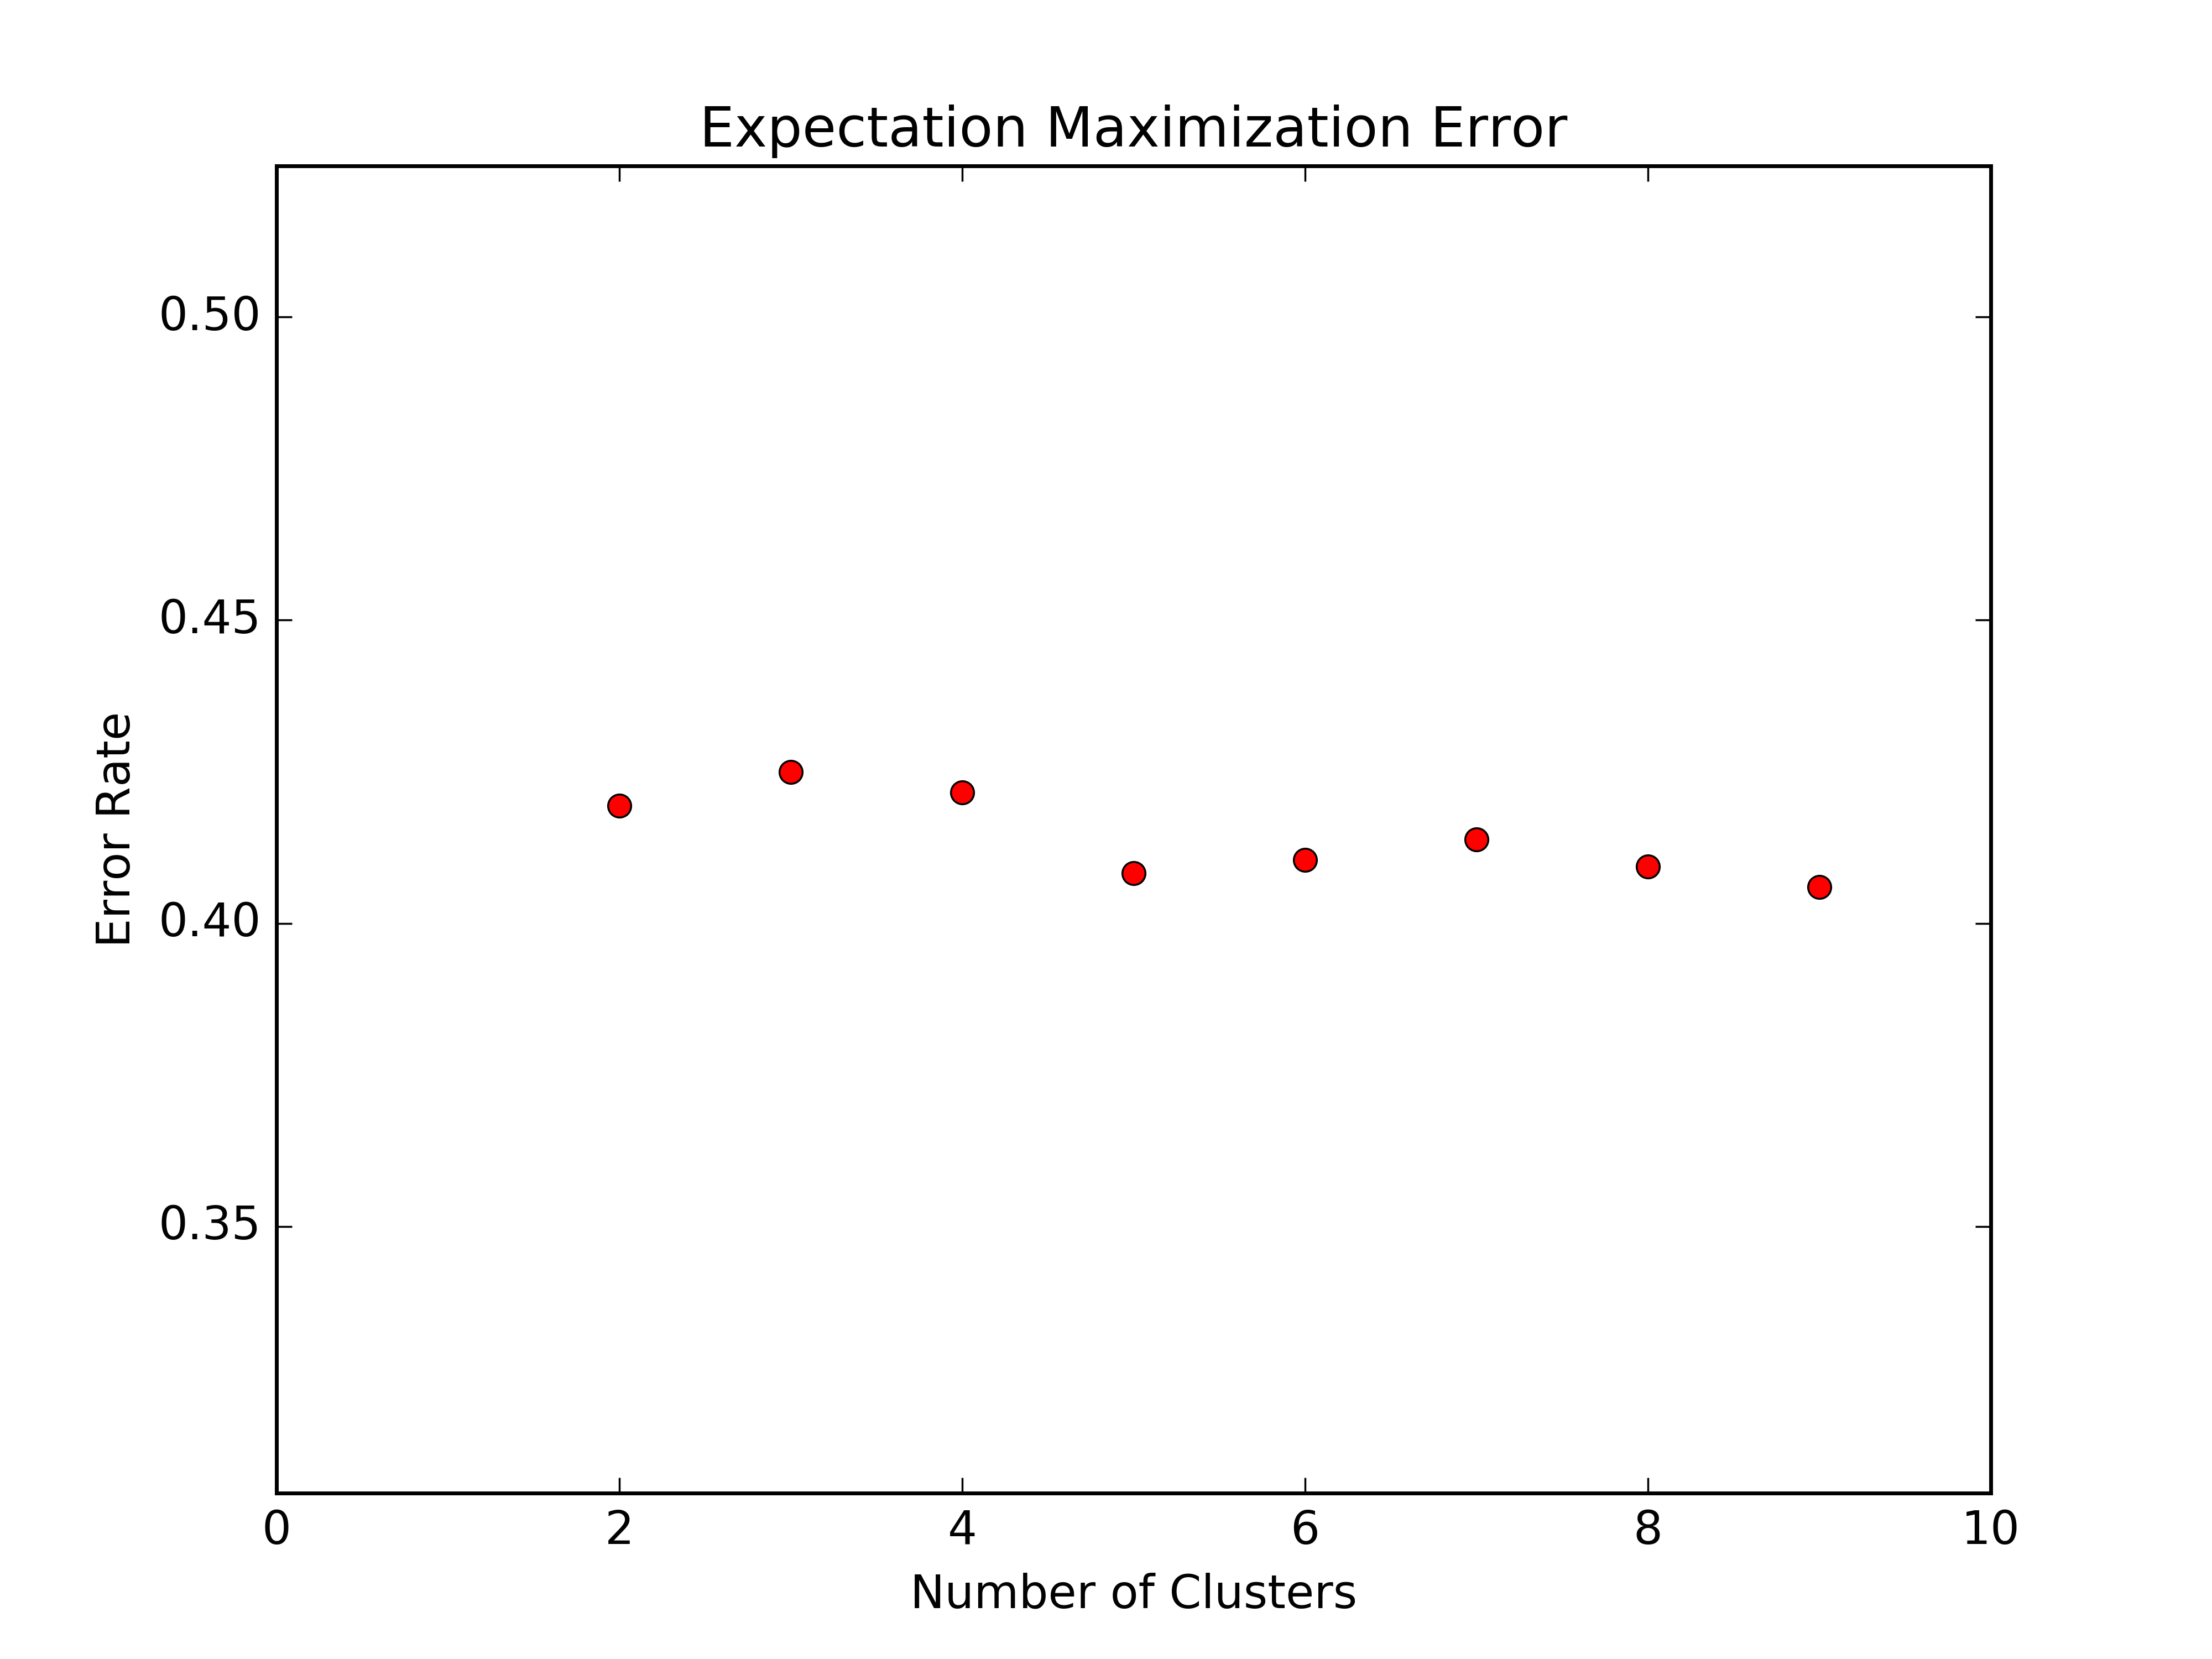 Expectation Maximization Error
0.50
0.45
0.40
0.35
Error Rate
0 2 4 6 8 10
Number of Clusters